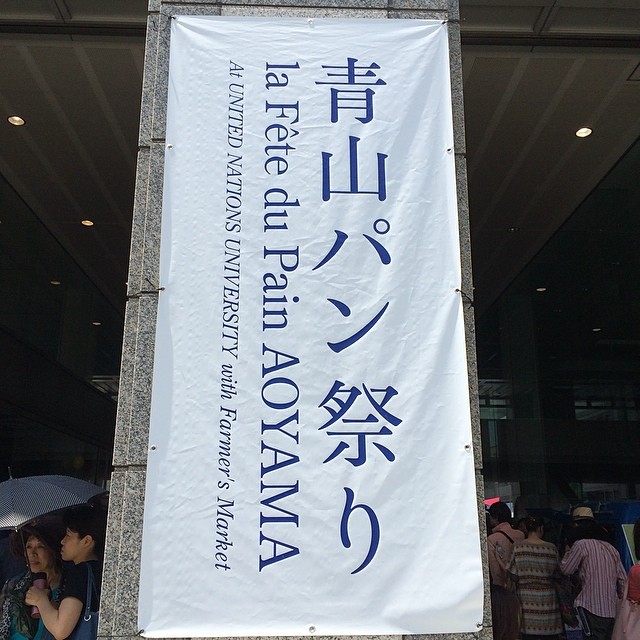 青山パン祭り
la Fête du Pain AOYAMA
At UNITED NATIONS UNIVERSITY with Farmer's Market